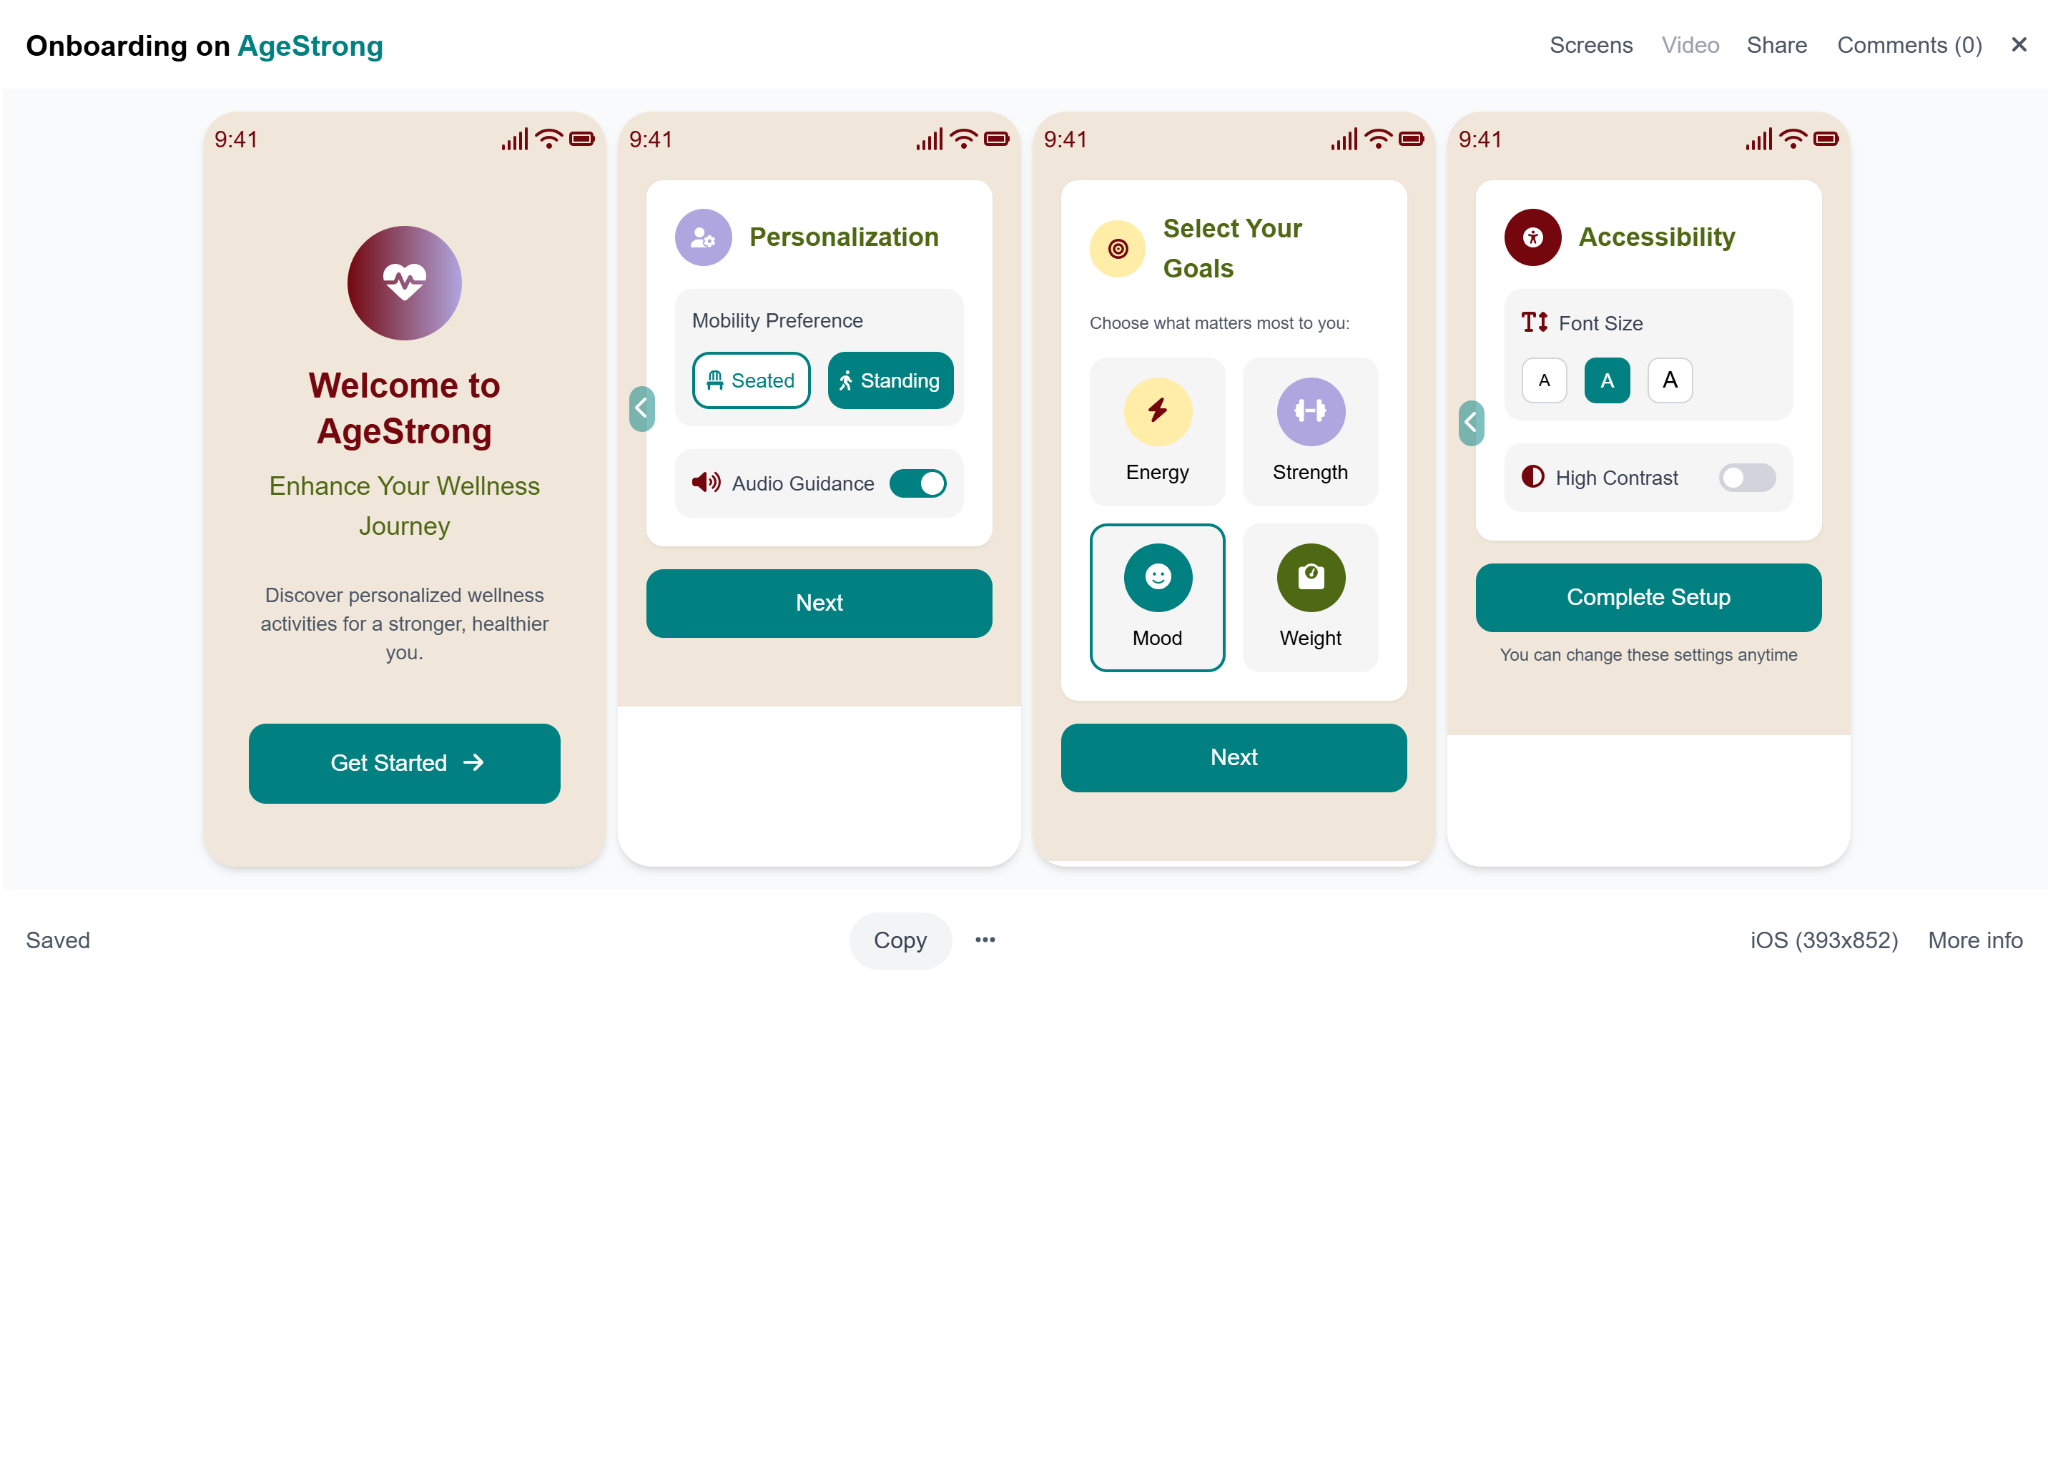 Onboarding on AgeStrong
Screens Video Share Comments (0)
9:41
Welcome to
AgeStrong
Enhance Your Wellness
Journey
Discover personalized wellness
activities for a stronger, healthier
you.
Get Started
9:41
Personalization
Mobility Preference
Seated Standing
Audio Guidance
Next
9:41
Select Your
Goals
Choose what matters most to you:
Energy Strength
Mood Weight
Next
9:41
Accessibility
Font Size
A A A
High Contrast
Complete Setup
You can change these settings anytime
Saved
Copy
iOS (393x852) More info